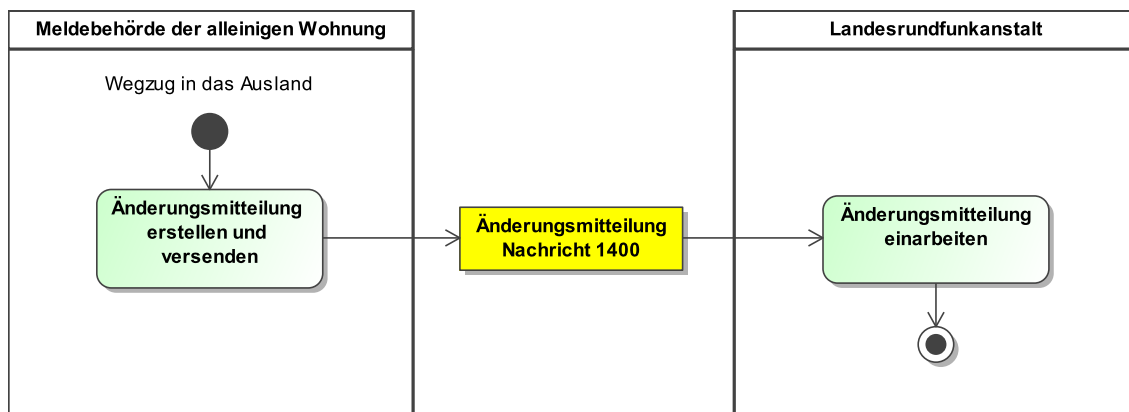 Meldebehörde der alleinigen Wohnung
Landesrundfunkanstalt
Wegzug in das Ausland
Änderungsmitteilung
erstellen und
versenden
Änderungsmitteilung
Nachricht 1400
Änderungsmitteilung
einarbeiten